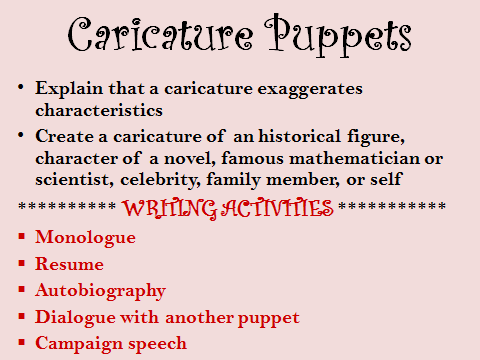 Caricature Puppets
• Explain that a caricature exaggerates
characteristics
• Create a caricature of an historical figure,
character of a novel, famous mathematician or
scientist, celebrity, family member, or self
********** WRITING ACTIVITIES ***********
▪ Monologue
▪ Resume
▪ Autobiography
▪ Dialogue with another puppet
▪ Campaign speech